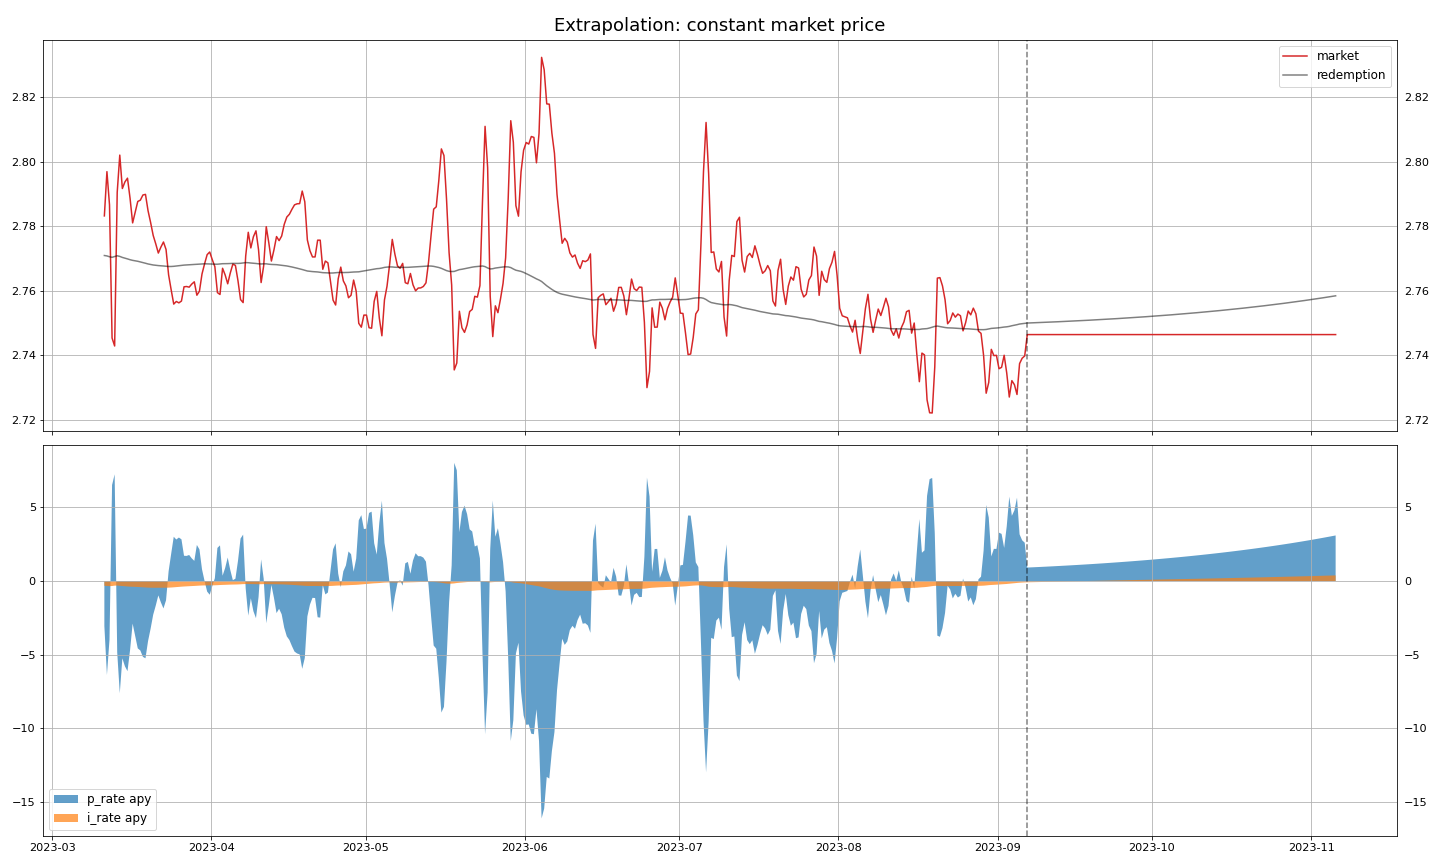 Extrapolation: constant market price
market
redemption
2.82 2.82
2.80 2.80
2.78 2.78
2.76 2.76
2.74 2.74
2.72 2.72
5 5
0 0
−5 −5
−10 −10
−15 −15
p_rate apy
i_rate apy
2023-03 2023-04 2023-05 2023-06 2023-07 2023-08 2023-09 2023-10 2023-11